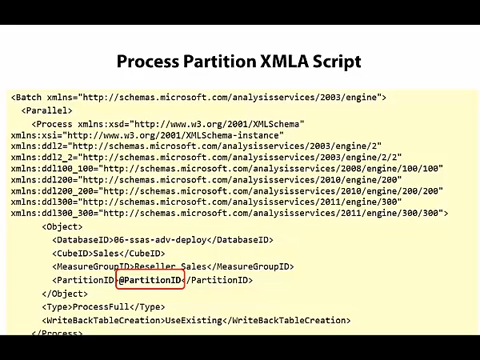 Process Partition XMLA Script
<Batch xmlns="http://schemas.microsoft.com/analysisservices/2003/engine">
<Parallel>
<Process xmlns:xsd="http://www.w3.org/2001/XMLSchema"
xmlns:xsi="http://www.w3.org/2001/XMLSchema-instance"
xmlns:ddl2="http://schemas.microsoft.com/analysisservices/2003/engine/2"
xmlns:ddl2_2="http://schemas.microsoft.com/analysisservices/2003/engine/2/2"
xmlns:ddl100_100="http://schemas.microsoft.com/analysisservices/2008/engine/100/100"
xmlns:ddl200="http://schemas.microsoft.com/analysisservices/2010/engine/200"
xmlns:ddl200_200="http://schemas.microsoft.com/analysisservices/2010/engine/200/200"
xmlns:ddl300="http://schemas.microsoft.com/analysisservices/2011/engine/300"
xmlns:ddl300_300="http://schemas.microsoft.com/analysisservices/2011/engine/300/300">
<Object>
<DatabaseID>06-ssas-adv-deploy</DatabaseID>
<CubeID>Sales</CubeID>
<MeasureGroupID>Reseller Sales</MeasureGroupID>
<PartitionID>@PartitionID</PartitionID>
</Object>
<Type>ProcessFull</Type>
<WriteBackTableCreation>UseExisting</WriteBackTableCreation>
</Process>